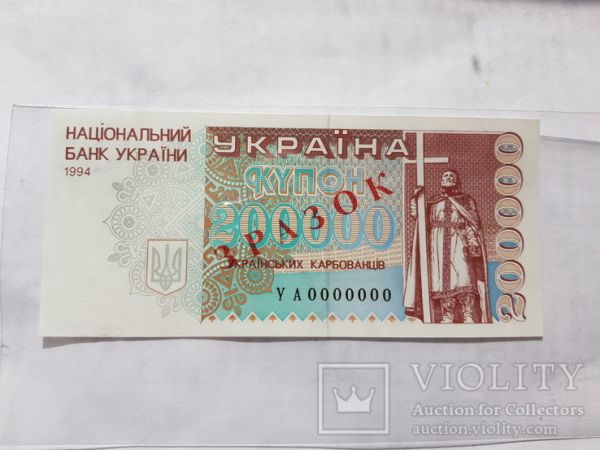 НАЦІОНАЛЬНИЙ
БАНК УКРАЇНИ
1994
УКРАЇНА
КУПОН
200000
ЗРАЗОК
УКРАЇНСЬКИХ КАРБОВАНЦІВ
УА0000000
200000
VIOLITY
Auction for Collectors
auction.violity.com